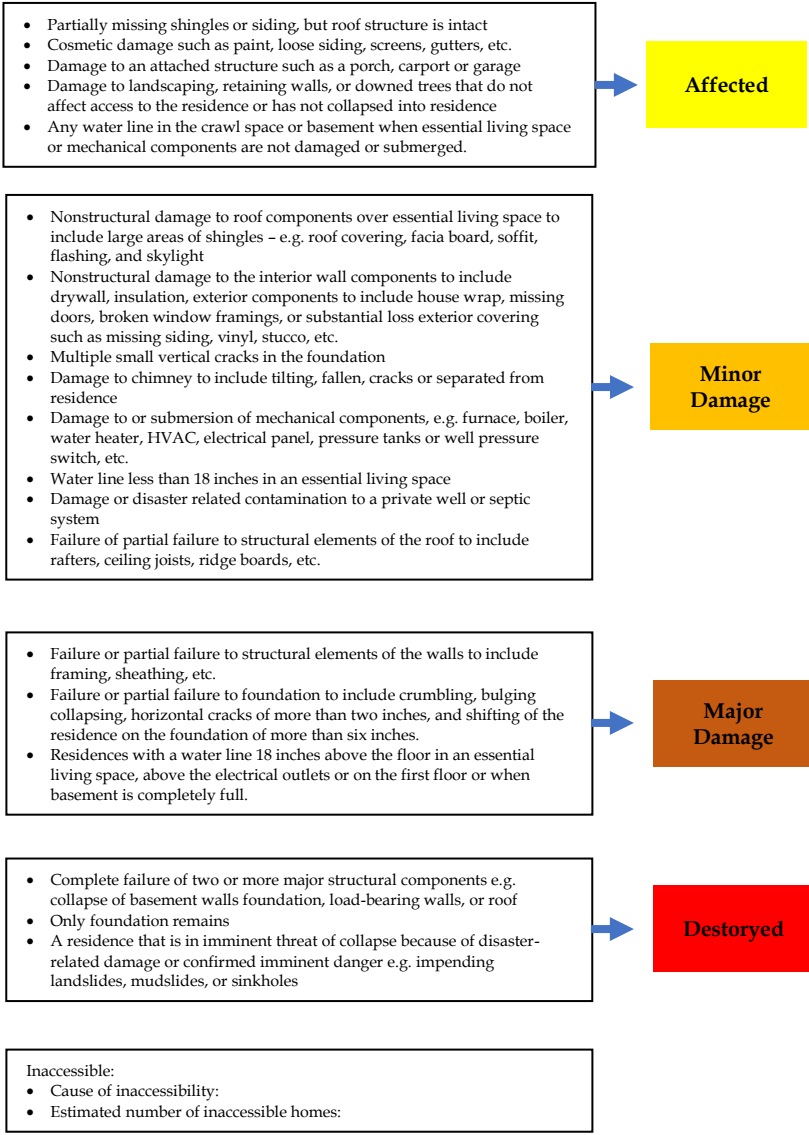 • Partially missing shingles or siding, but roof structure is intact
• Cosmetic damage such as paint, loose siding, screens, gutters, etc.
• Damage to an attached structure such as a porch, carport or garage
• Damage to landscaping, retaining walls, or downed trees that do not
affect access to the residence or has not collapsed into residence
• Any water line in the crawl space or basement when essential living space
or mechanical components are not damaged or submerged.
Affected
• Nonstructural damage to roof components over essential living space to
include large areas of shingles – e.g. roof covering, facia board, soffit,
flashing, and skylight
• Nonstructural damage to the interior wall components to include
drywall, insulation, exterior components to include house wrap, missing
doors, broken window framings, or substantial loss exterior covering
such as missing siding, vinyl, stucco, etc.
• Multiple small vertical cracks in the foundation
• Damage to chimney to include tilting, fallen, cracks or separated from
residence
• Damage to or submersion of mechanical components, e.g. furnace, boiler,
water heater, HVAC, electrical panel, pressure tanks or well pressure
switch, etc.
• Water line less than 18 inches in an essential living space
• Damage or disaster related contamination to a private well or septic
system
• Failure of partial failure to structural elements of the roof to include
rafters, ceiling joists, ridge boards, etc.
Minor
Damage
• Failure or partial failure to structural elements of the walls to include
framing, sheathing, etc.
• Failure or partial failure to foundation to include crumbling, bulging
collapsing, horizontal cracks of more than two inches, and shifting of the
residence on the foundation of more than six inches.
• Residences with a water line 18 inches above the floor in an essential
living space, above the electrical outlets or on the first floor or when
basement is completely full.
Major
Damage
• Complete failure of two or more major structural components e.g.
collapse of basement walls foundation, load-bearing walls, or roof
• Only foundation remains
• A residence that is in imminent threat of collapse because of disaster-
related damage or confirmed imminent danger e.g. impending
landslides, mudslides, or sinkholes
Destoryed
Inaccessible:
• Cause of inaccessibility:
• Estimated number of inaccessible homes: